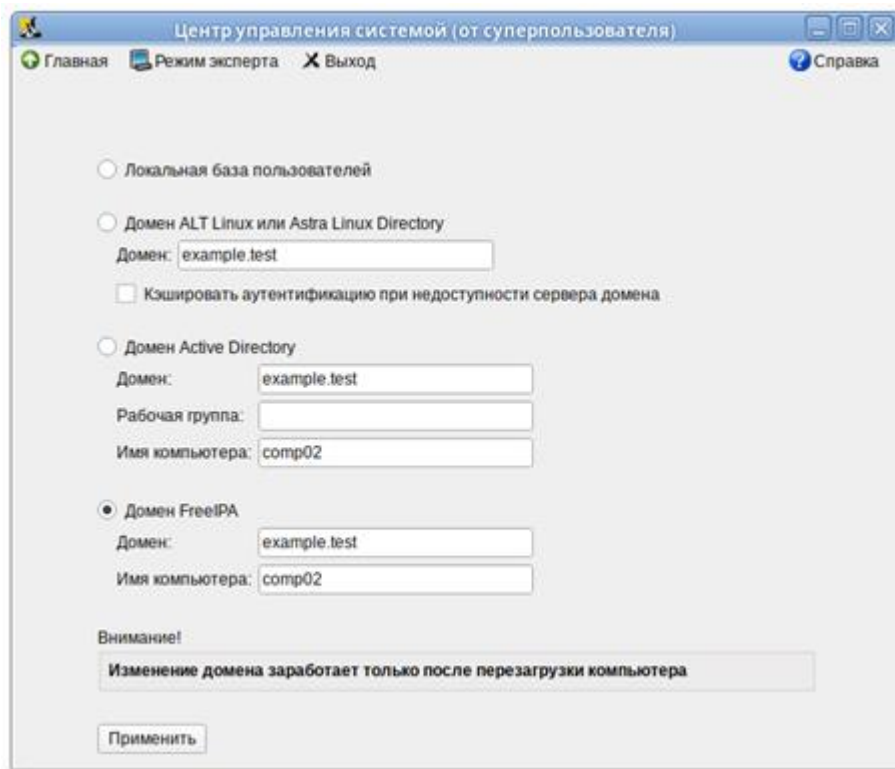 Центр управления системой (от суперпользователя)
Главная Режим эксперта Выход Справка
Локальная база пользователей
Домен ALT Linux или Astra Linux Directory
Домен: example.test
Кэшировать аутентификацию при недоступности сервера домена
Домен Active Directory
Домен: example.test
Рабочая группа:
Имя компьютера: comp02
Домен FreeIPA
Домен: example.test
Имя компьютера: comp02
Внимание!
Изменение домена заработает только после перезагрузки компьютера
Применить